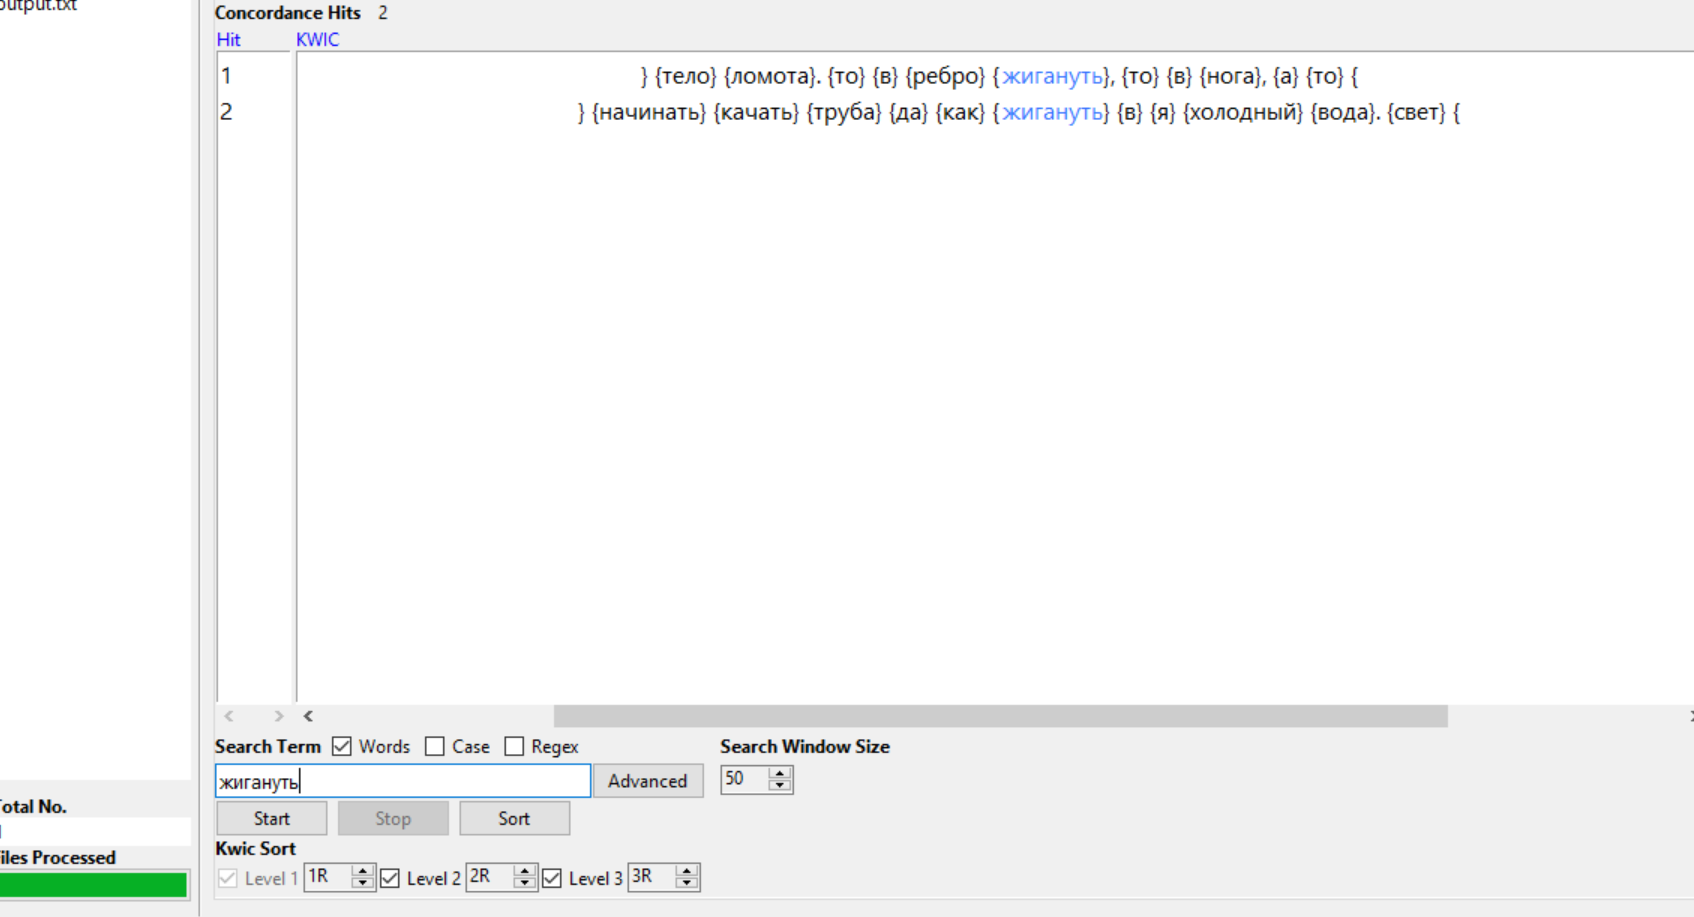 output.txt
Concordance Hits 2
Hit KWIC
1 } {тело} {ломота}. {то} {в} {ребро} {жигануть}, {то} {в} {нога}, {а} {то} {
2 } {начинать} {качать} {труба} {да} {как} {жигануть} {в} {я} {холодный} {вода}. {свет} {
Search Term Words Case Regex Search Window Size
жигануть Advanced 50
Total No.
Start Stop Sort
Files Processed
Kwic Sort
Level 1 1R Level 2 2R Level 3 3R